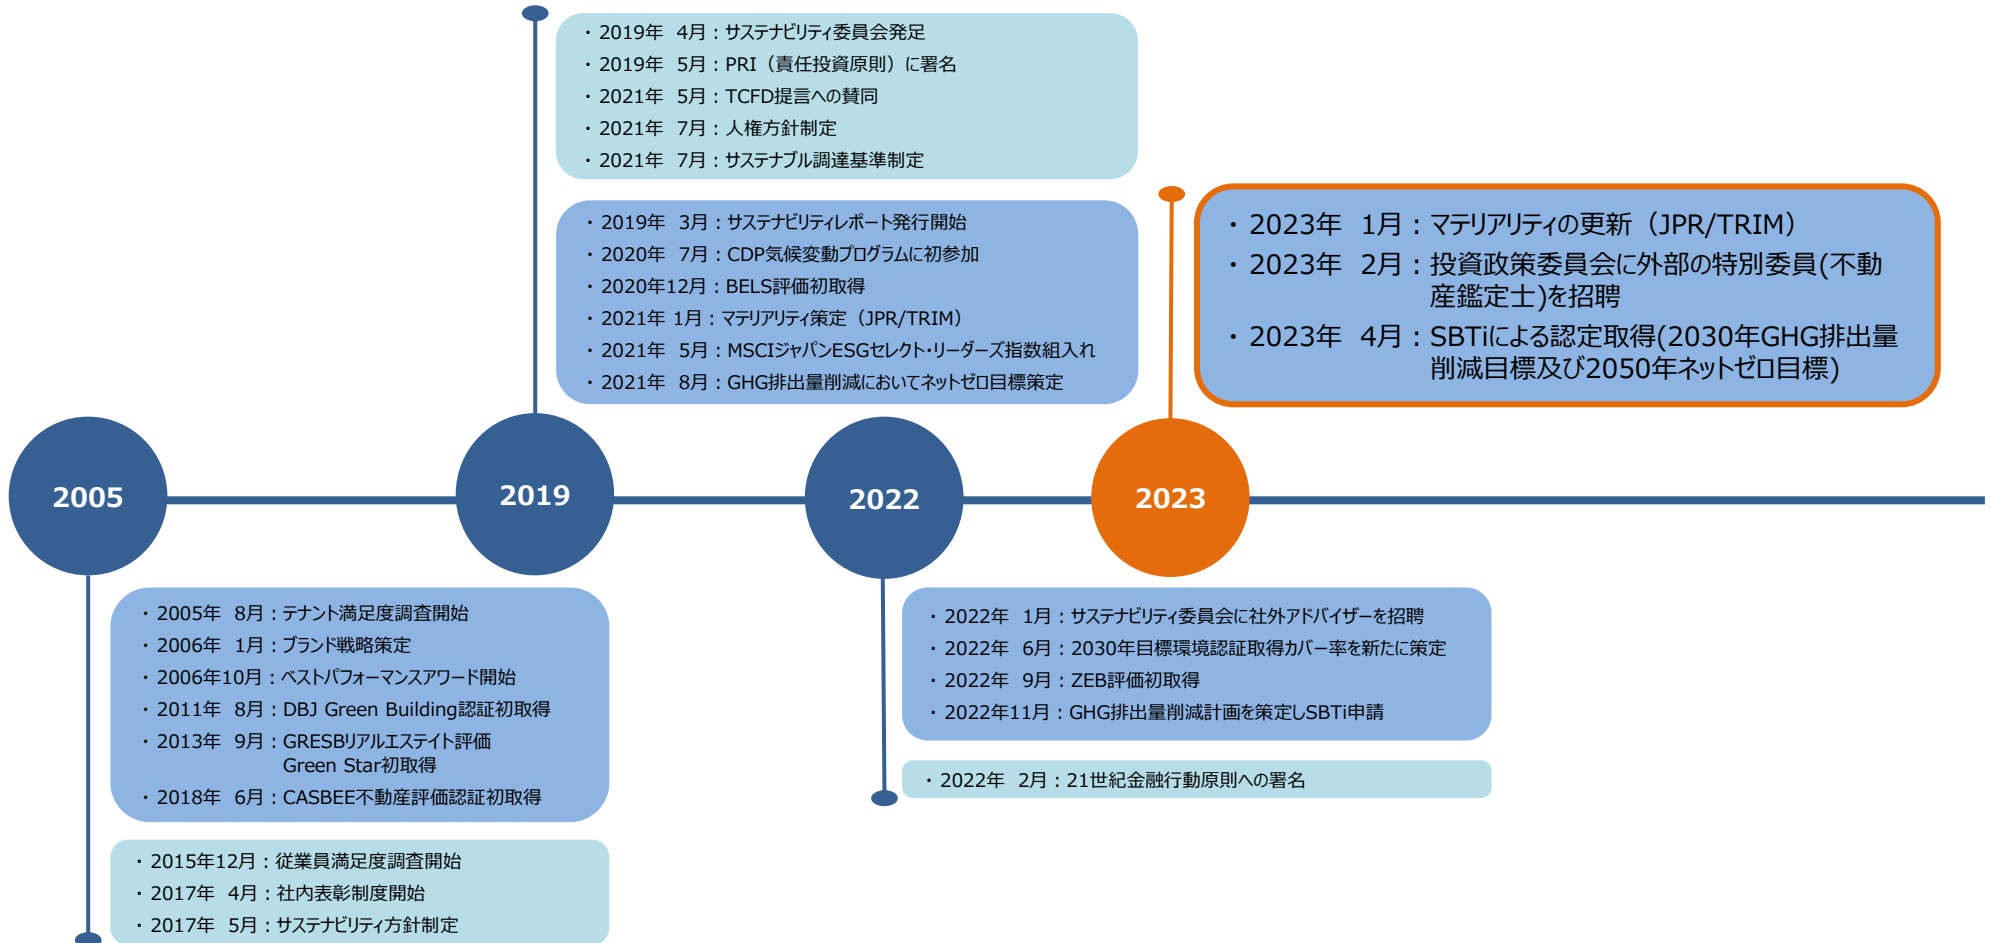 ・2019年 4月：サステナビリティ委員会発足
・2019年 5月：PRI（責任投資原則）に署名
・2021年 5月：TCFD提言への賛同
・2021年 7月：人権方針制定
・2021年 7月：サステナブル調達基準制定
・2019年 3月：サステナビリティレポート発行開始
・2020年 7月：CDP気候変動プログラムに初参加
・2020年12月：BELS評価初取得
・2021年 1月：マテリアリティ策定（JPR/TRIM）
・2021年 5月：MSCIジャパンESGセレクト・リーダーズ指数組入れ
・2021年 8月：GHG排出量削減においてネットゼロ目標策定
・2023年 1月：マテリアリティの更新（JPR/TRIM）
・2023年 2月：投資政策委員会に外部の特別委員(不動
産鑑定士)を招聘
・2023年 4月：SBTiによる認定取得(2030年GHG排出量
削減目標及び2050年ネットゼロ目標)
2005
2019
2022
2023
・2005年 8月：テナント満足度調査開始
・2006年 1月：ブランド戦略策定
・2006年10月：ベストパフォーマンスアワード開始
・2011年 8月：DBJ Green Building認証初取得
・2013年 9月：GRESBリアルエステイト評価
Green Star初取得
・2018年 6月：CASBEE不動産評価認証初取得
・2015年12月：従業員満足度調査開始
・2017年 4月：社内表彰制度開始
・2017年 5月：サステナビリティ方針制定
・2022年 1月：サステナビリティ委員会に社外アドバイザーを招聘
・2022年 6月：2030年目標環境認証取得カバー率を新たに策定
・2022年 9月：ZEB評価初取得
・2022年11月：GHG排出量削減計画を策定しSBTi申請
・2022年 2月：21世紀金融行動原則への署名